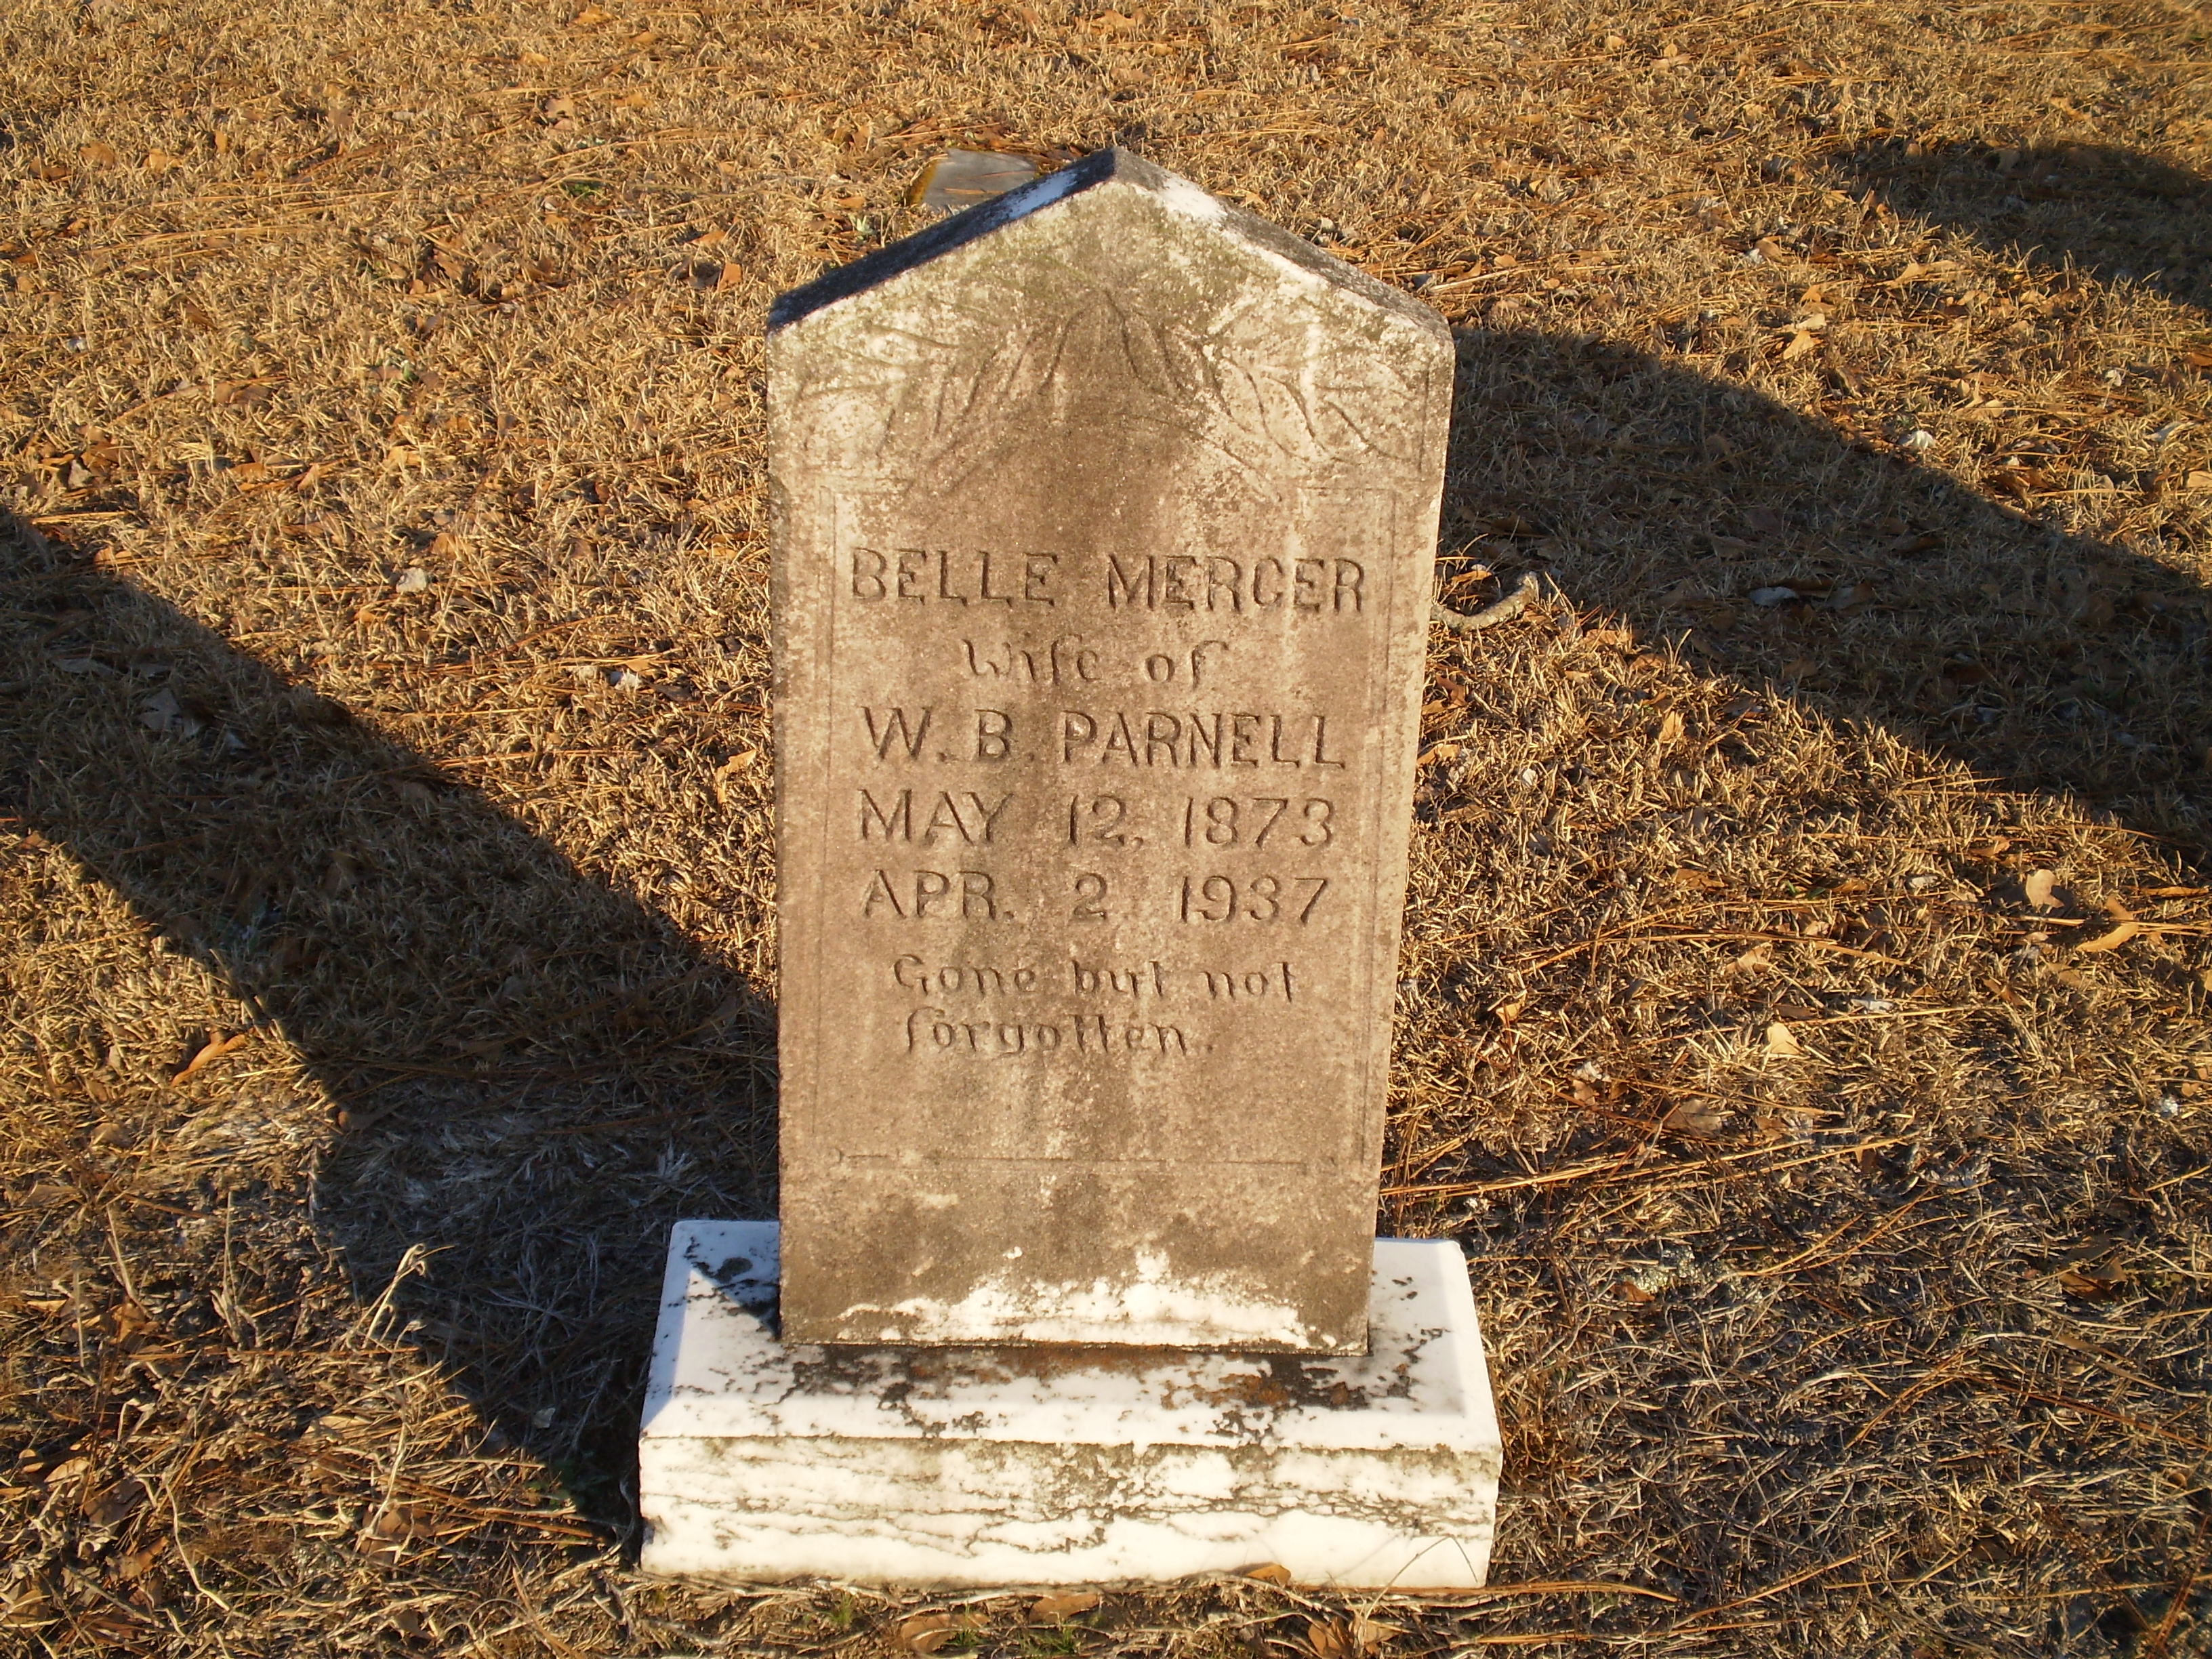 BELLE MERCER
Wife of
W. B. PARNELL
MAY 12, 1873
APR. 2, 1937
Gone but not
forgotten.